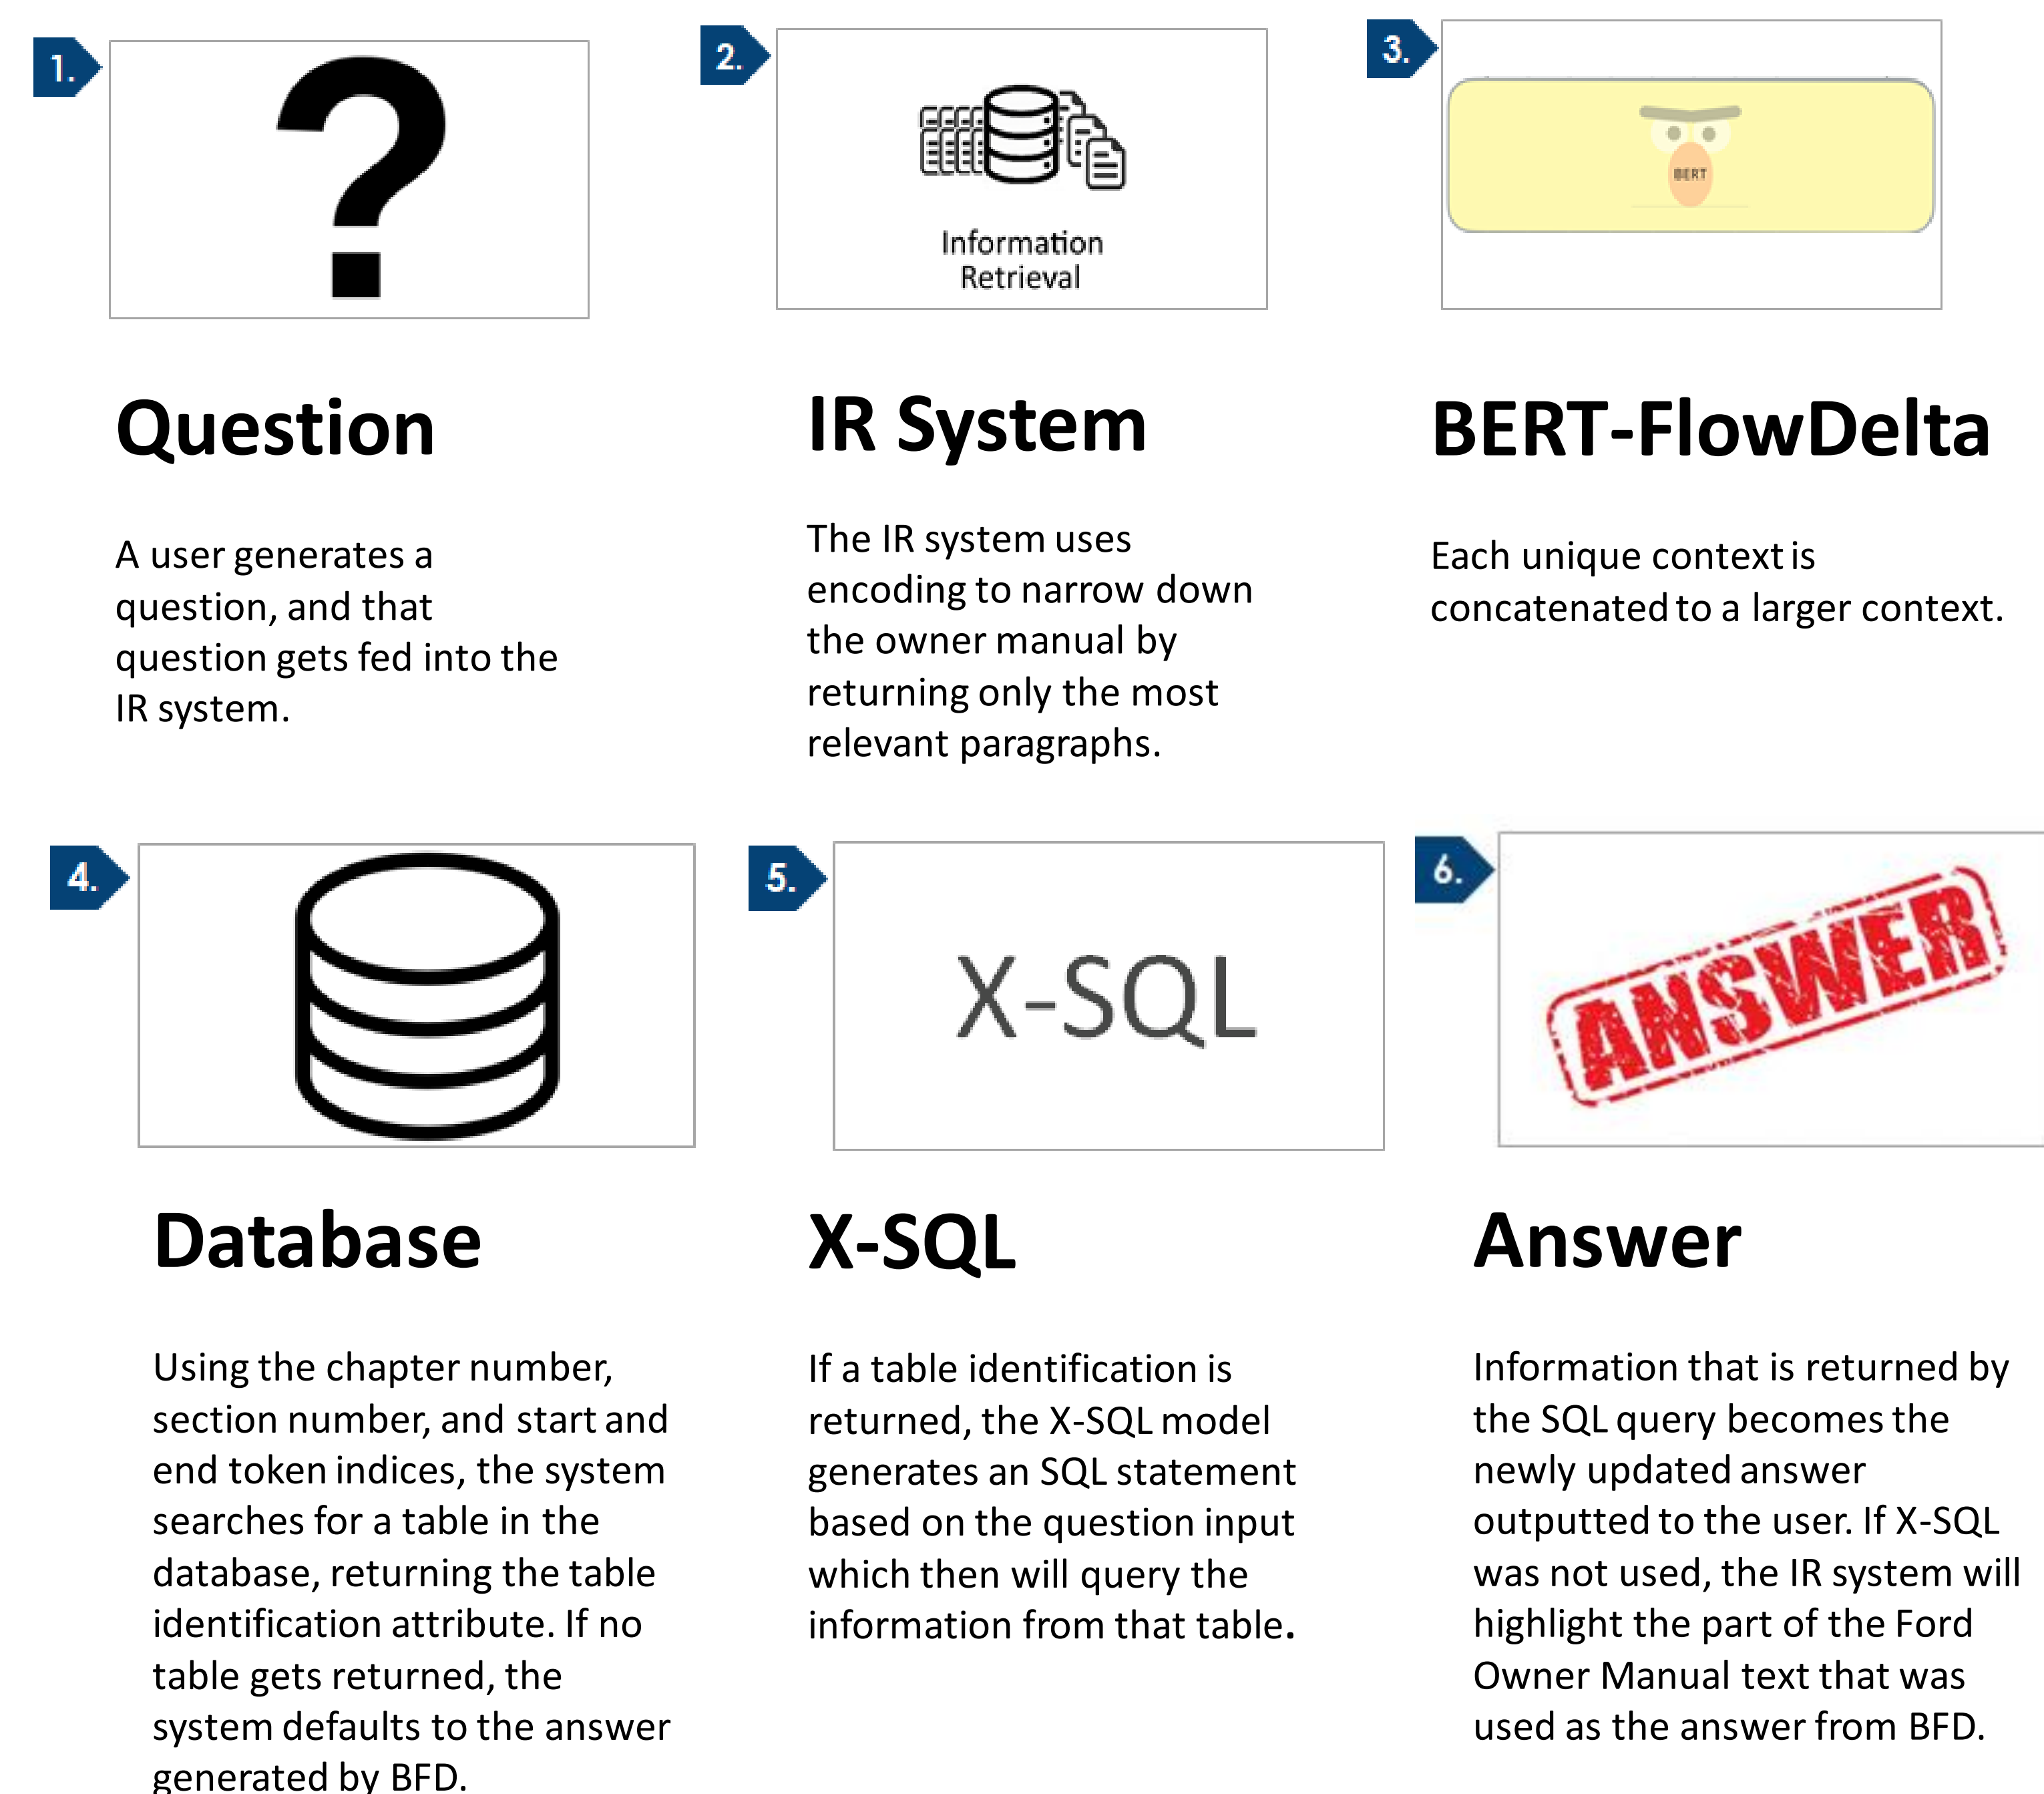 1.
2.
Information
Retrieval
3.
BERT
Question
A user generates a
question, and that
question gets fed into the
IR system.
IR System
The IR system uses
encoding to narrow down
the owner manual by
returning only the most
relevant paragraphs.
BERT-FlowDelta
Each unique context is
concatenated to a larger context.
4.
5.
X-SQL
6.
ANSWER
Database
Using the chapter number,
section number, and start and
end token indices, the system
searches for a table in the
database, returning the table
identification attribute. If no
table gets returned, the
system defaults to the answer
generated by BFD.
X-SQL
If a table identification is
returned, the X-SQL model
generates an SQL statement
based on the question input
which then will query the
information from that table.
Answer
Information that is returned by
the SQL query becomes the
newly updated answer
outputted to the user. If X-SQL
was not used, the IR system will
highlight the part of the Ford
Owner Manual text that was
used as the answer from BFD.